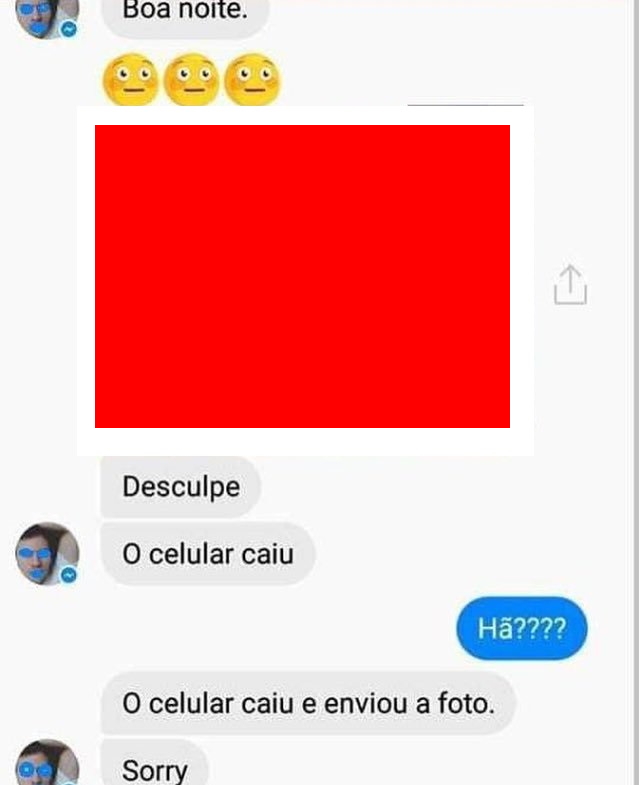 Boa noite.
😳😳😳
Desculpe
O celular caiu
Hã????
O celular caiu e enviou a foto.
Sorry